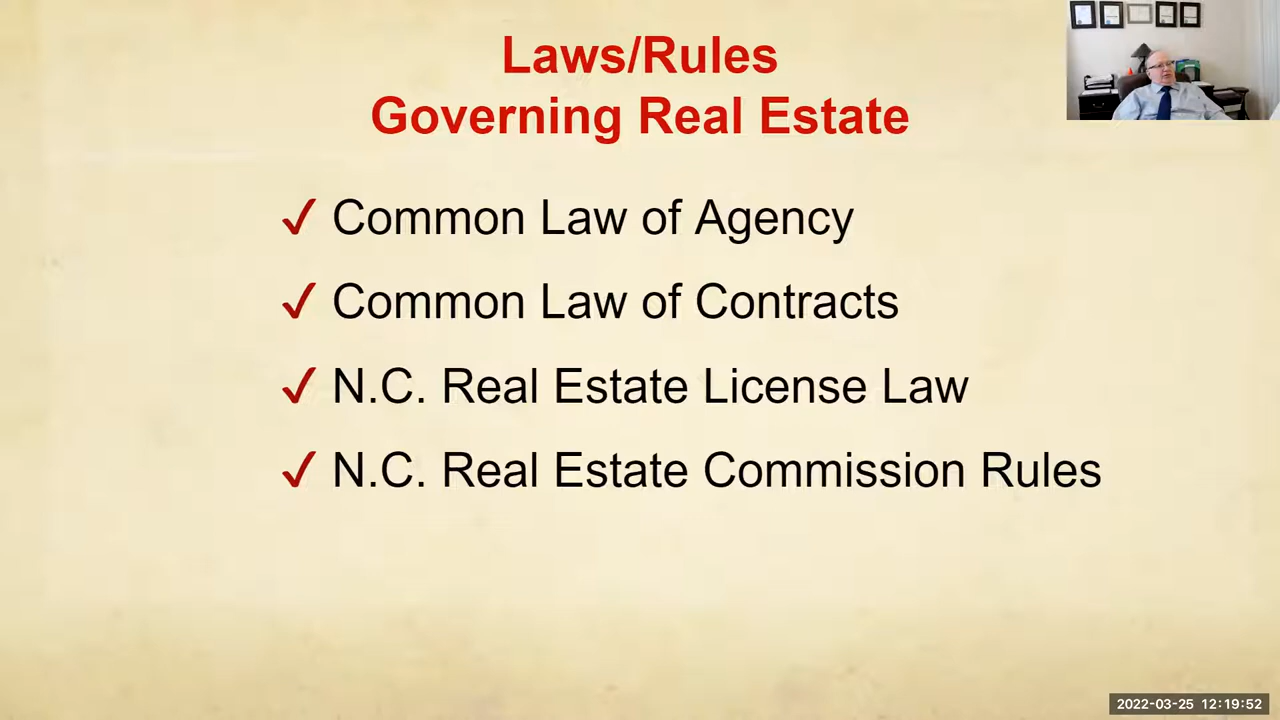 Laws/Rules
Governing Real Estate
✓ Common Law of Agency
✓ Common Law of Contracts
✓ N.C. Real Estate License Law
✓ N.C. Real Estate Commission Rules
2022-03-25 12:19:52